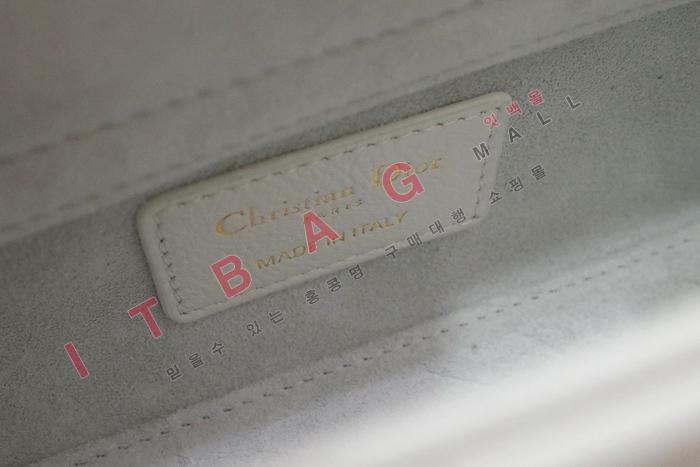 Christian Dior
PARIS
MADE IN ITALY
ITBAG
잇백몰
MALL
믿을수 있는 홍콩명 구매대행 쇼핑몰